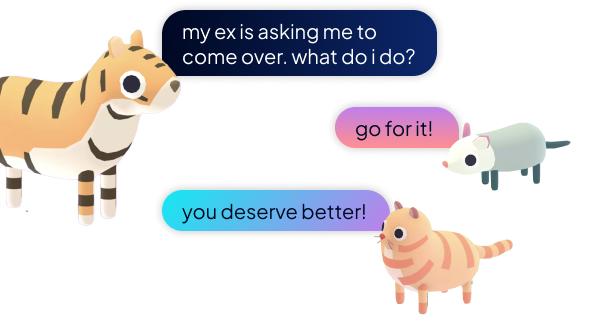 my ex is asking me to
come over. what do i do?
go for it!
you deserve better!